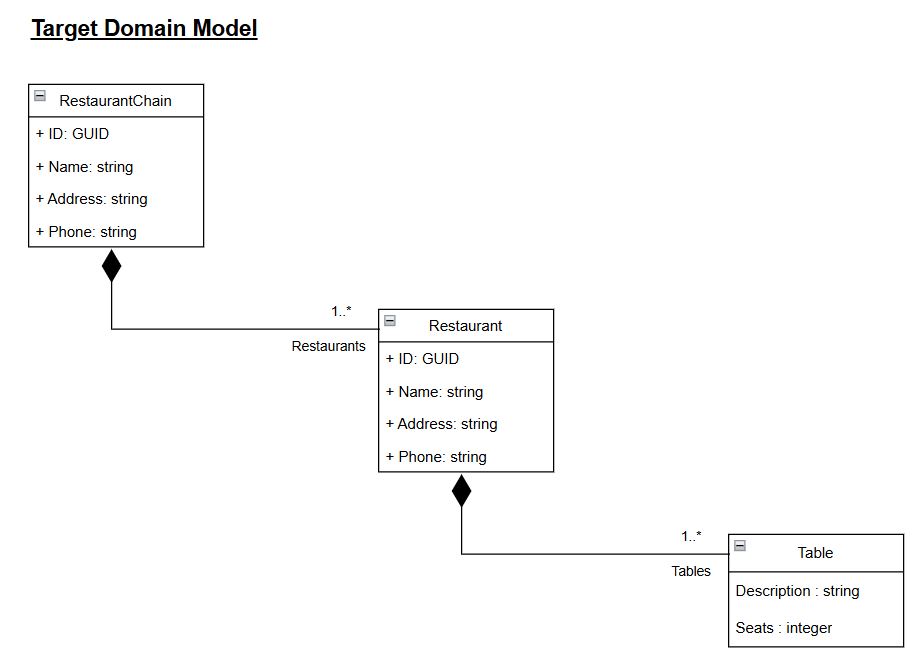 Target Domain Model
RestaurantChain
+ ID: GUID
+ Name: string
+ Address: string
+ Phone: string
1..*
Restaurants
Restaurant
+ ID: GUID
+ Name: string
+ Address: string
+ Phone: string
1..*
Tables
Table
Description : string
Seats : integer